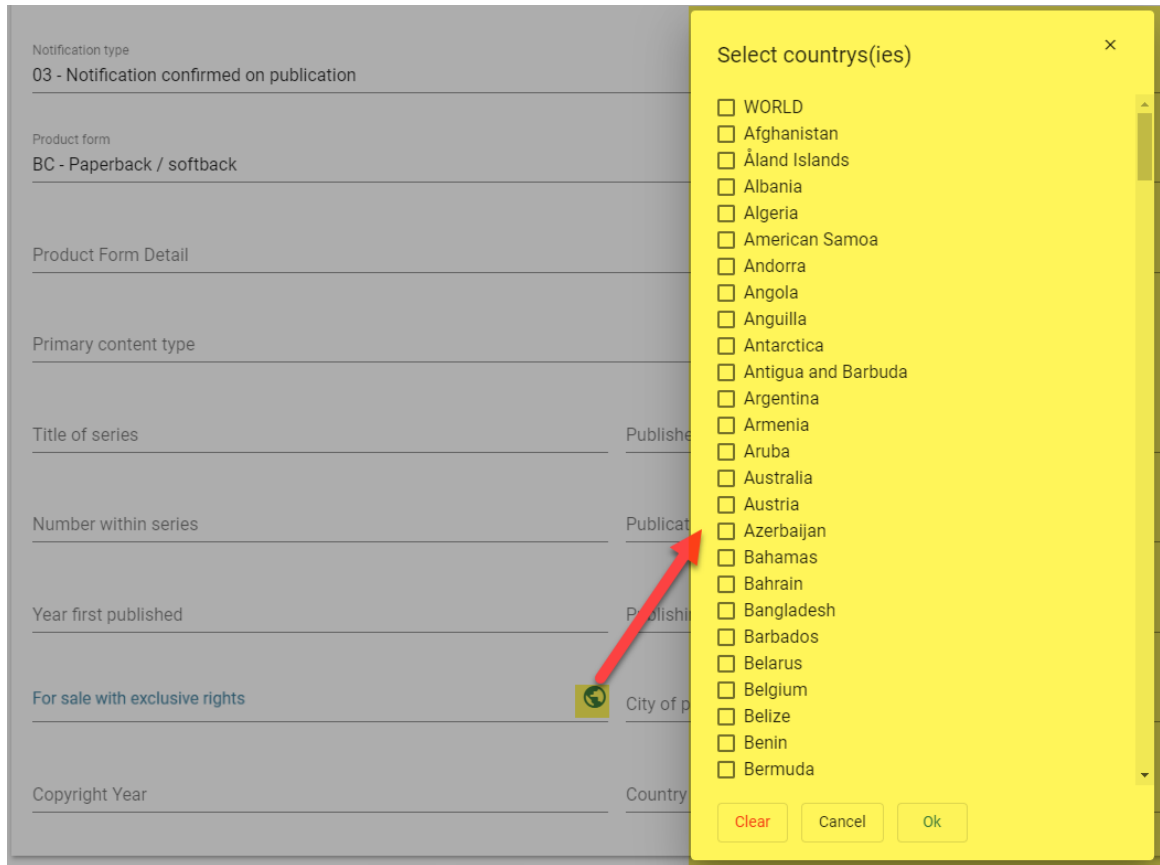 Notification type
03 - Notification confirmed on publication
Product form
BC - Paperback / softback
Product Form Detail
Primary content type
Title of series
Number within series
Year first published
For sale with exclusive rights
City of
Copyright Year
Country
Select countrys(ies)
WORLD
Afghanistan
Åland Islands
Albania
Algeria
American Samoa
Andorra
Angola
Anguilla
Antarctica
Antigua and Barbuda
Argentina
Armenia
Aruba
Australia
Austria
Azerbaijan
Bahamas
Bahrain
Bangladesh
Barbados
Belarus
Belgium
Belize
Benin
Bermuda
Clear Cancel Ok